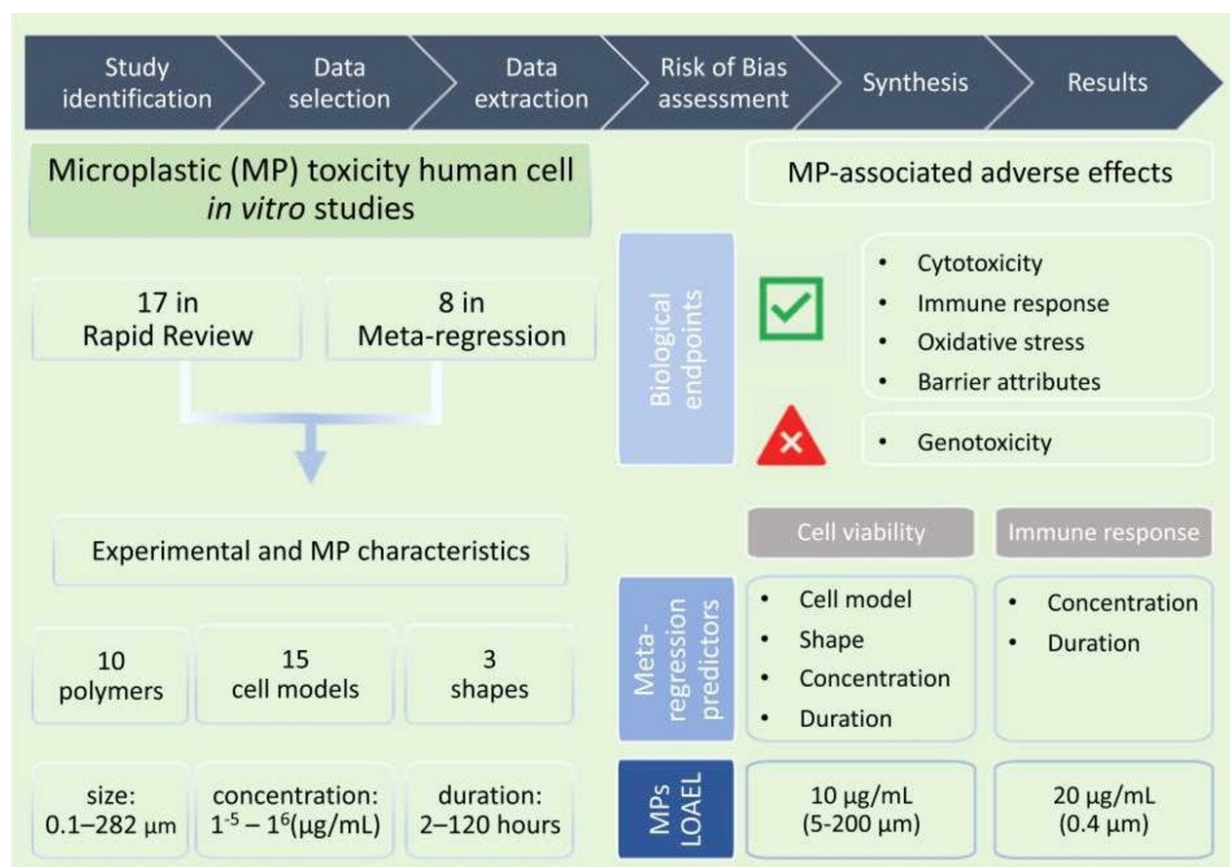 Study
identification
Data
selection
Data
extraction
Risk of Bias
assessment
Synthesis
Results
Microplastic (MP) toxicity human cell
in vitro studies
17 in
Rapid Review
8 in
Meta-regression
Experimental and MP characteristics
10
polymers
15
cell models
3
shapes
size:
0.1–282 μm
concentration:
1⁻⁵ – 1⁶(μg/mL)
duration:
2–120 hours
MP-associated adverse effects
Biological
endpoints
• Cytotoxicity
• Immune response
• Oxidative stress
• Barrier attributes
• Genotoxicity
Cell viability
Immune response
Meta-
regression
predictors
• Cell model
• Shape
• Concentration
• Duration
• Concentration
• Duration
MPs
LOAEL
10 μg/mL
(5-200 μm)
20 μg/mL
(0.4 μm)